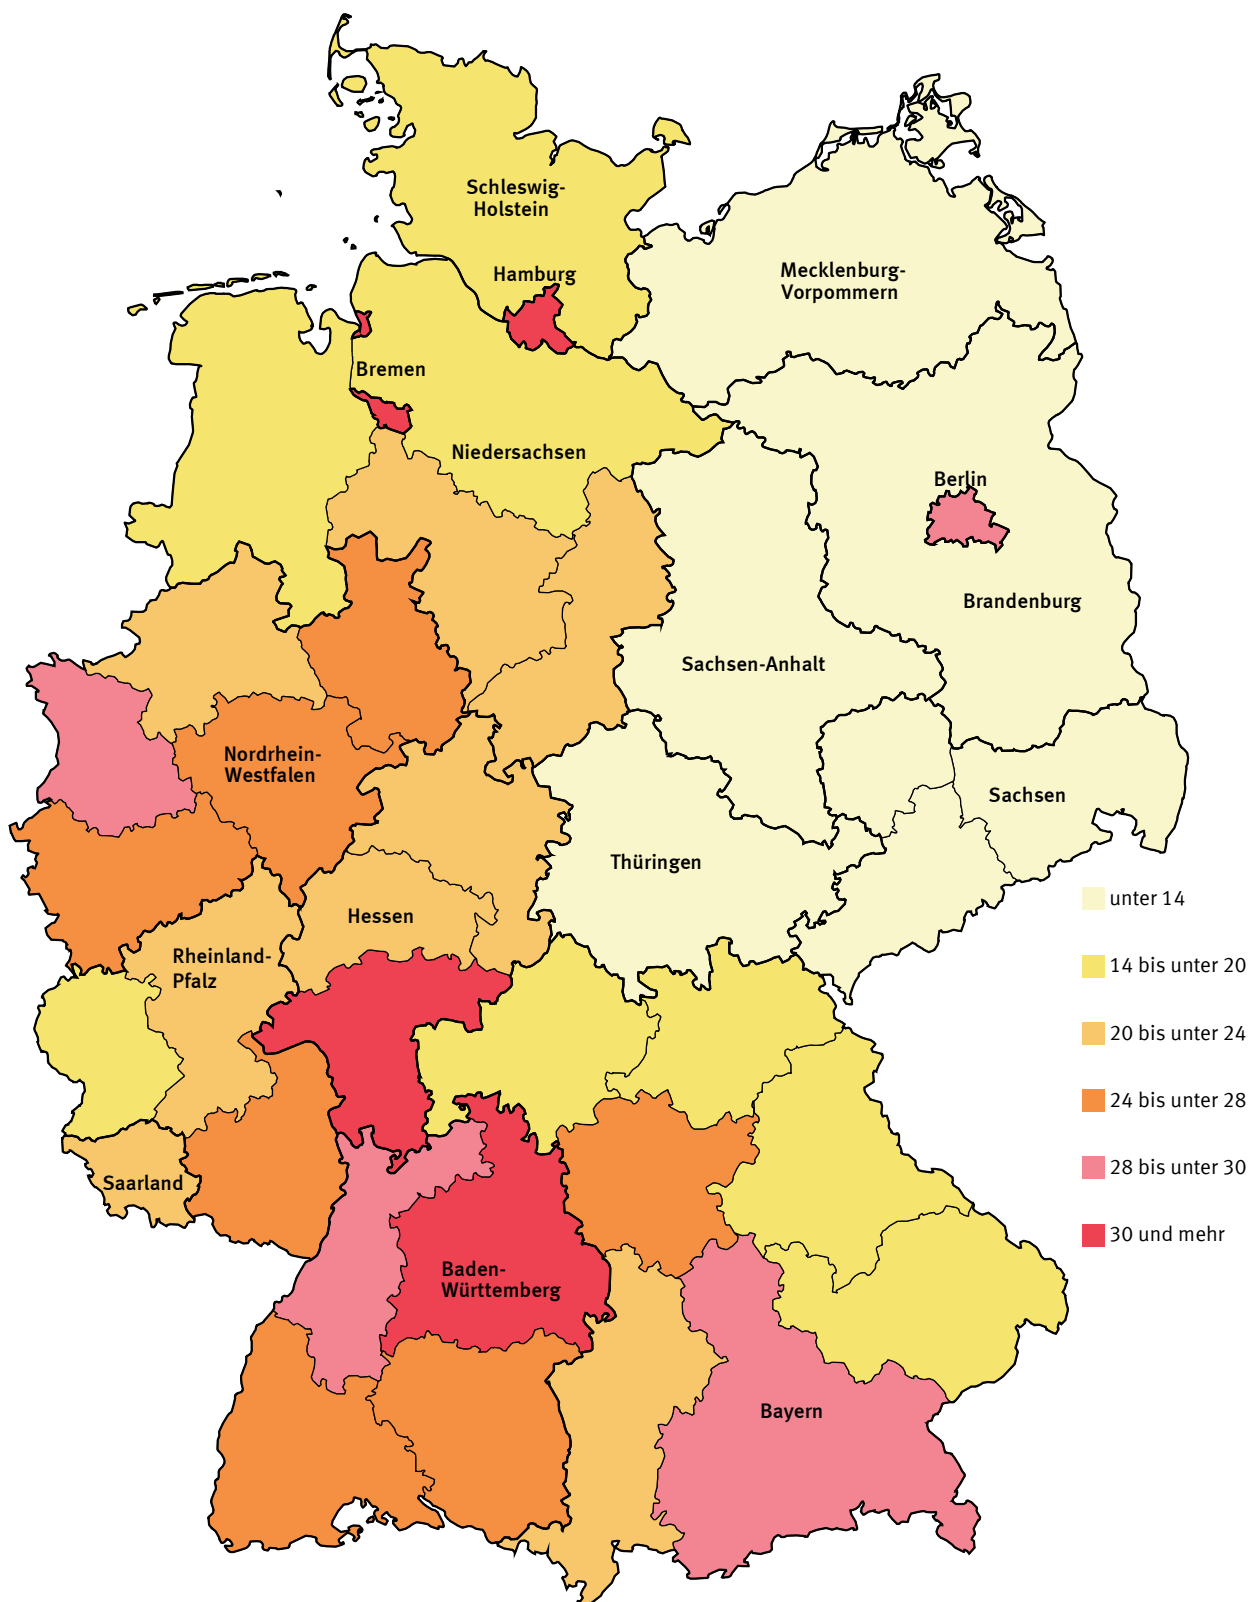 Schleswig-
Holstein
Hamburg
Mecklenburg-
Vorpommern
Bremen
Niedersachsen
Berlin
Brandenburg
Sachsen-Anhalt
Nordrhein-
Westfalen
Sachsen
Thüringen
Hessen
Rheinland-
Pfalz
Saarland
Baden-
Württemberg
Bayern
unter 14
14 bis unter 20
20 bis unter 24
24 bis unter 28
28 bis unter 30
30 und mehr